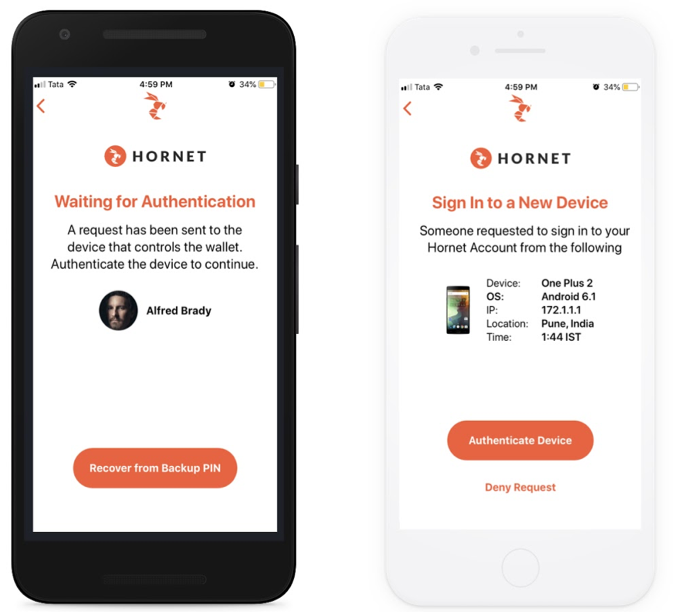 Tata 4:59 PM 34%
HORNET
Waiting for Authentication
A request has been sent to the
device that controls the wallet.
Authenticate the device to continue.
Alfred Brady
Recover from Backup PIN
Tata 4:59 PM 34%
HORNET
Sign In to a New Device
Someone requested to sign in to your
Hornet Account from the following
Device: One Plus 2
OS: Android 6.1
IP: 172.1.1.1
Location: Pune, India
Time: 1:44 IST
Authenticate Device
Deny Request